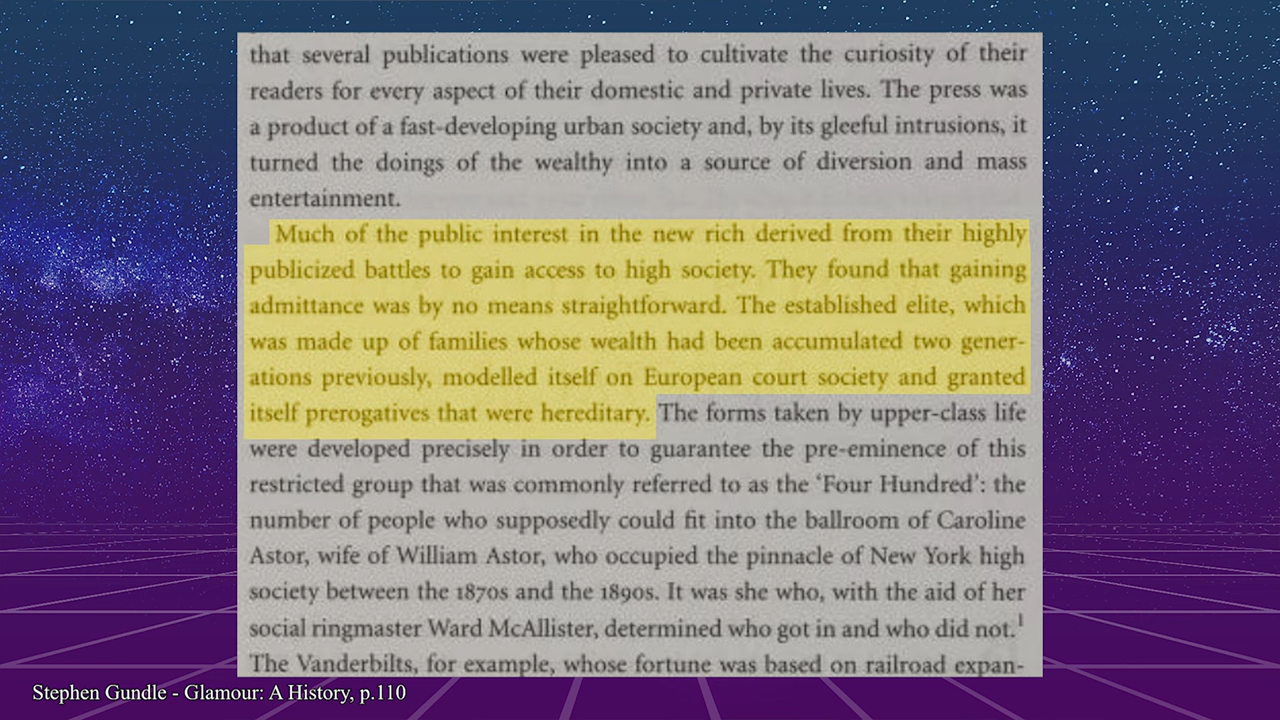 that several publications were pleased to cultivate the curiosity of their
readers for every aspect of their domestic and private lives. The press was
a product of a fast-developing urban society and, by its gleeful intrusions, it
turned the doings of the wealthy into a source of diversion and mass
entertainment.
Much of the public interest in the new rich derived from their highly
publicized battles to gain access to high society. They found that gaining
admittance was by no means straightforward. The established elite, which
was made up of families whose wealth had been accumulated two gener-
ations previously, modelled itself on European court society and granted
itself prerogatives that were hereditary. The forms taken by upper-class life
were developed precisely in order to guarantee the pre-eminence of this
restricted group that was commonly referred to as the ‘Four Hundred’: the
number of people who supposedly could fit into the ballroom of Caroline
Astor, wife of William Astor, who occupied the pinnacle of New York high
society between the 1870s and the 1890s. It was she who, with the aid of her
social ringmaster Ward McAllister, determined who got in and who did not.¹
The Vanderbilts, for example, whose fortune was based on railroad expan-
Stephen Gundle - Glamour: A History, p.110